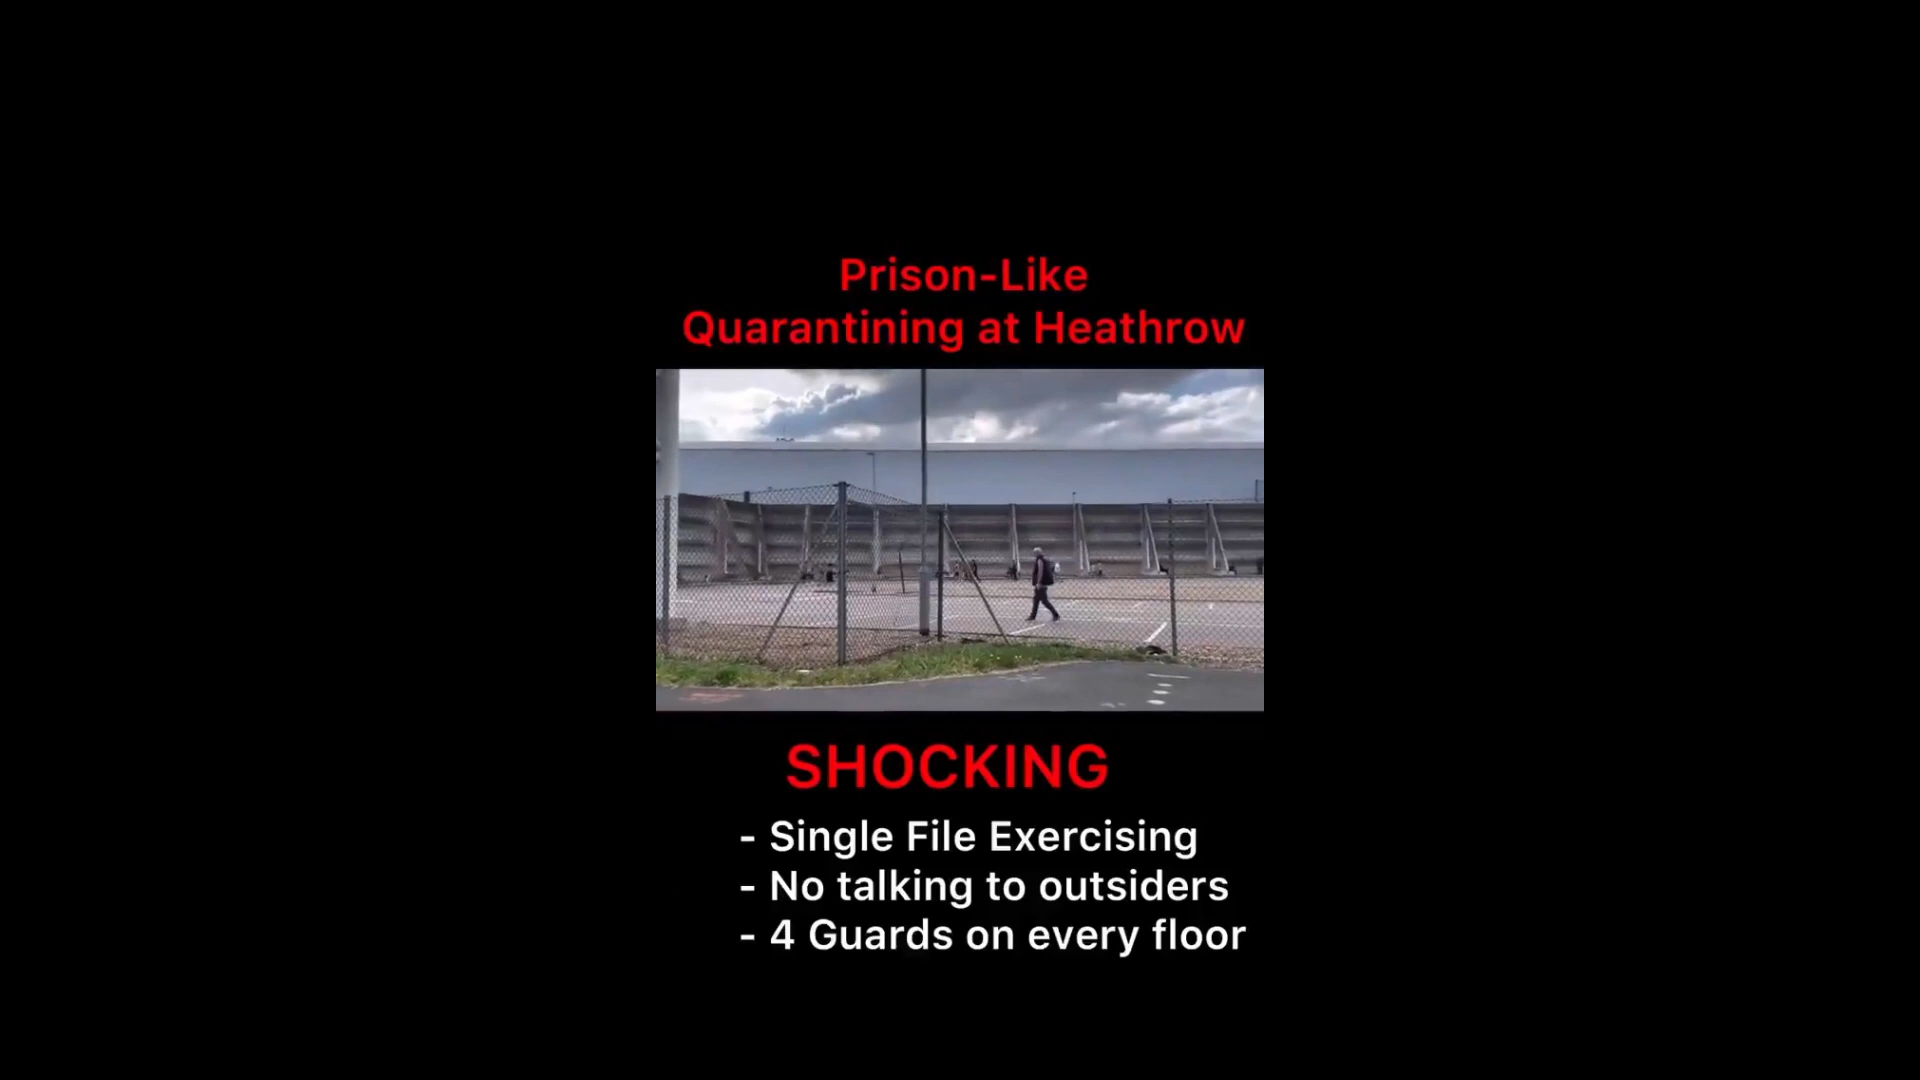 Prison-Like
Quarantining at Heathrow
SHOCKING
- Single File Exercising
- No talking to outsiders
- 4 Guards on every floor